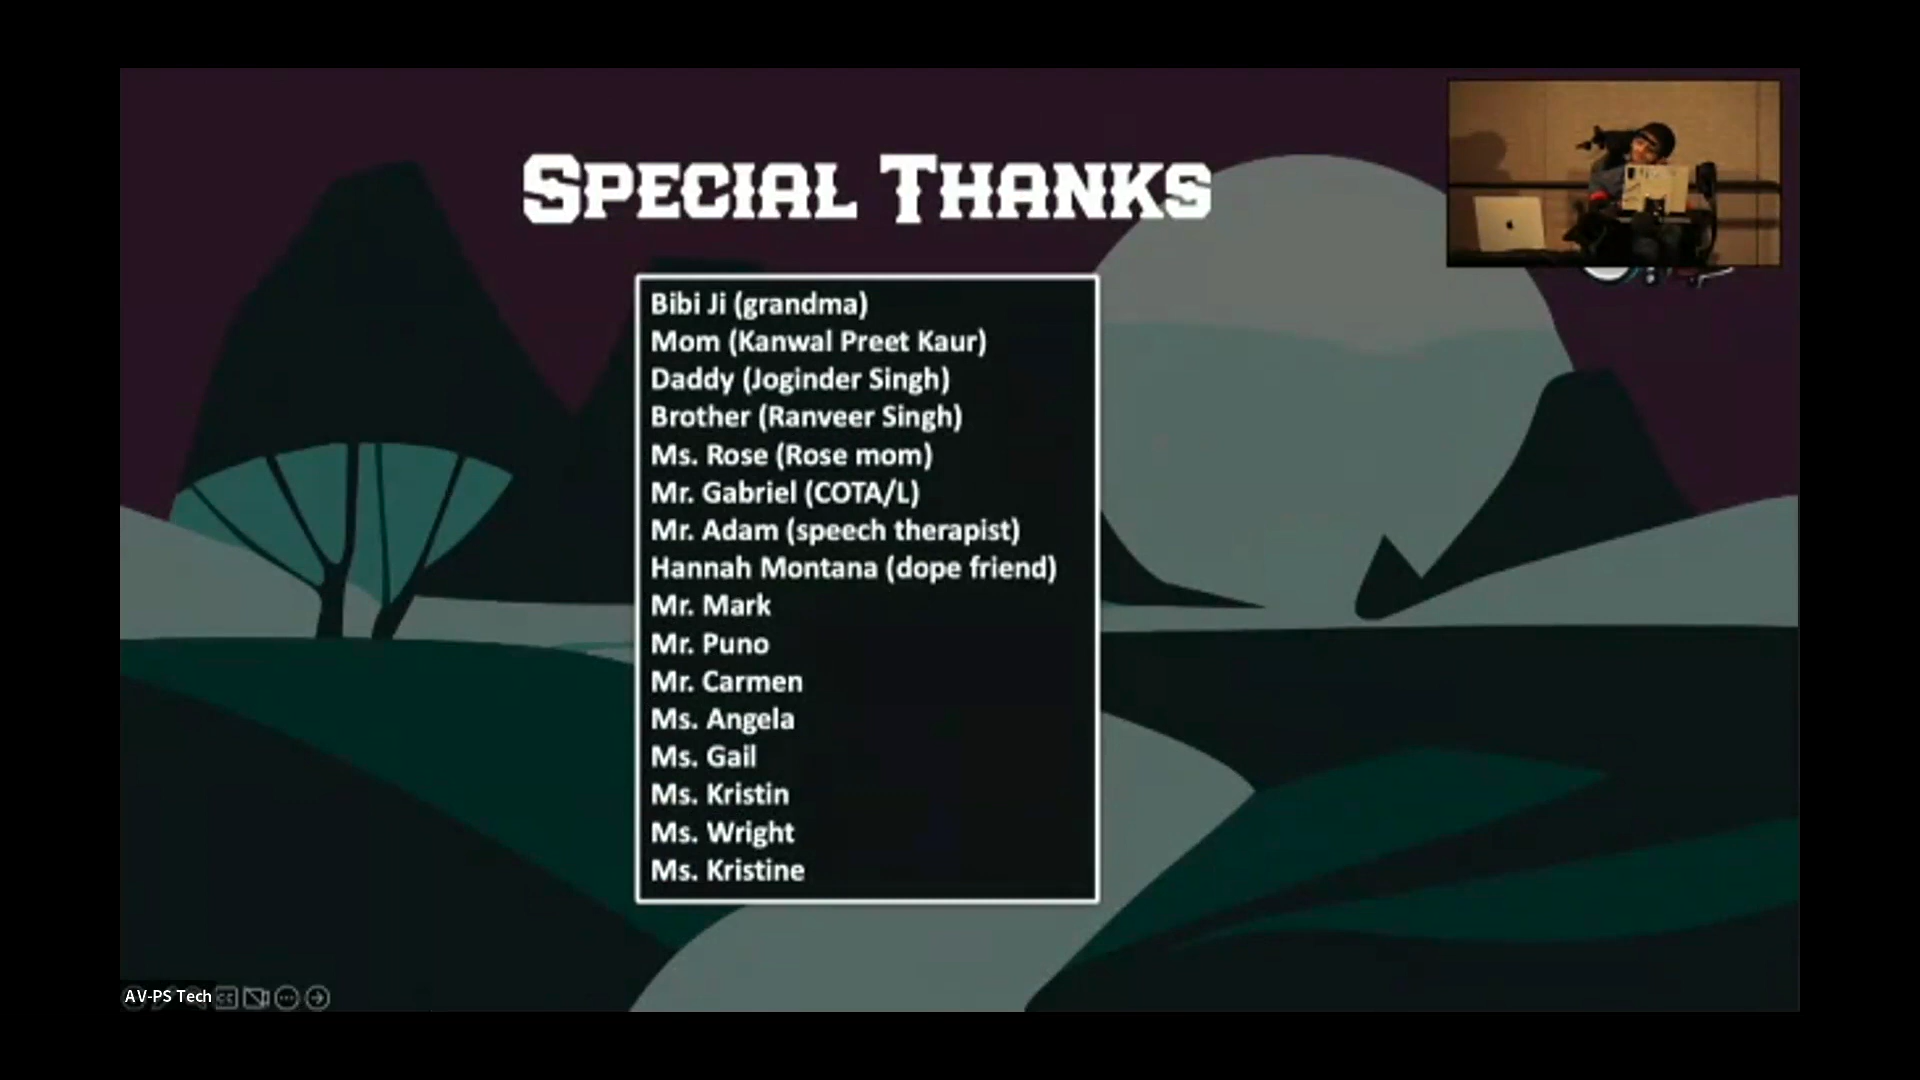 Special Thanks
Bibi Ji (grandma)
Mom (Kanwal Preet Kaur)
Daddy (Joginder Singh)
Brother (Ranveer Singh)
Ms. Rose (Rose mom)
Mr. Gabriel (COTA/L)
Mr. Adam (speech therapist)
Hannah Montana (dope friend)
Mr. Mark
Mr. Puno
Mr. Carmen
Ms. Angela
Ms. Gail
Ms. Kristin
Ms. Wright
Ms. Kristine
AV-PS Tech